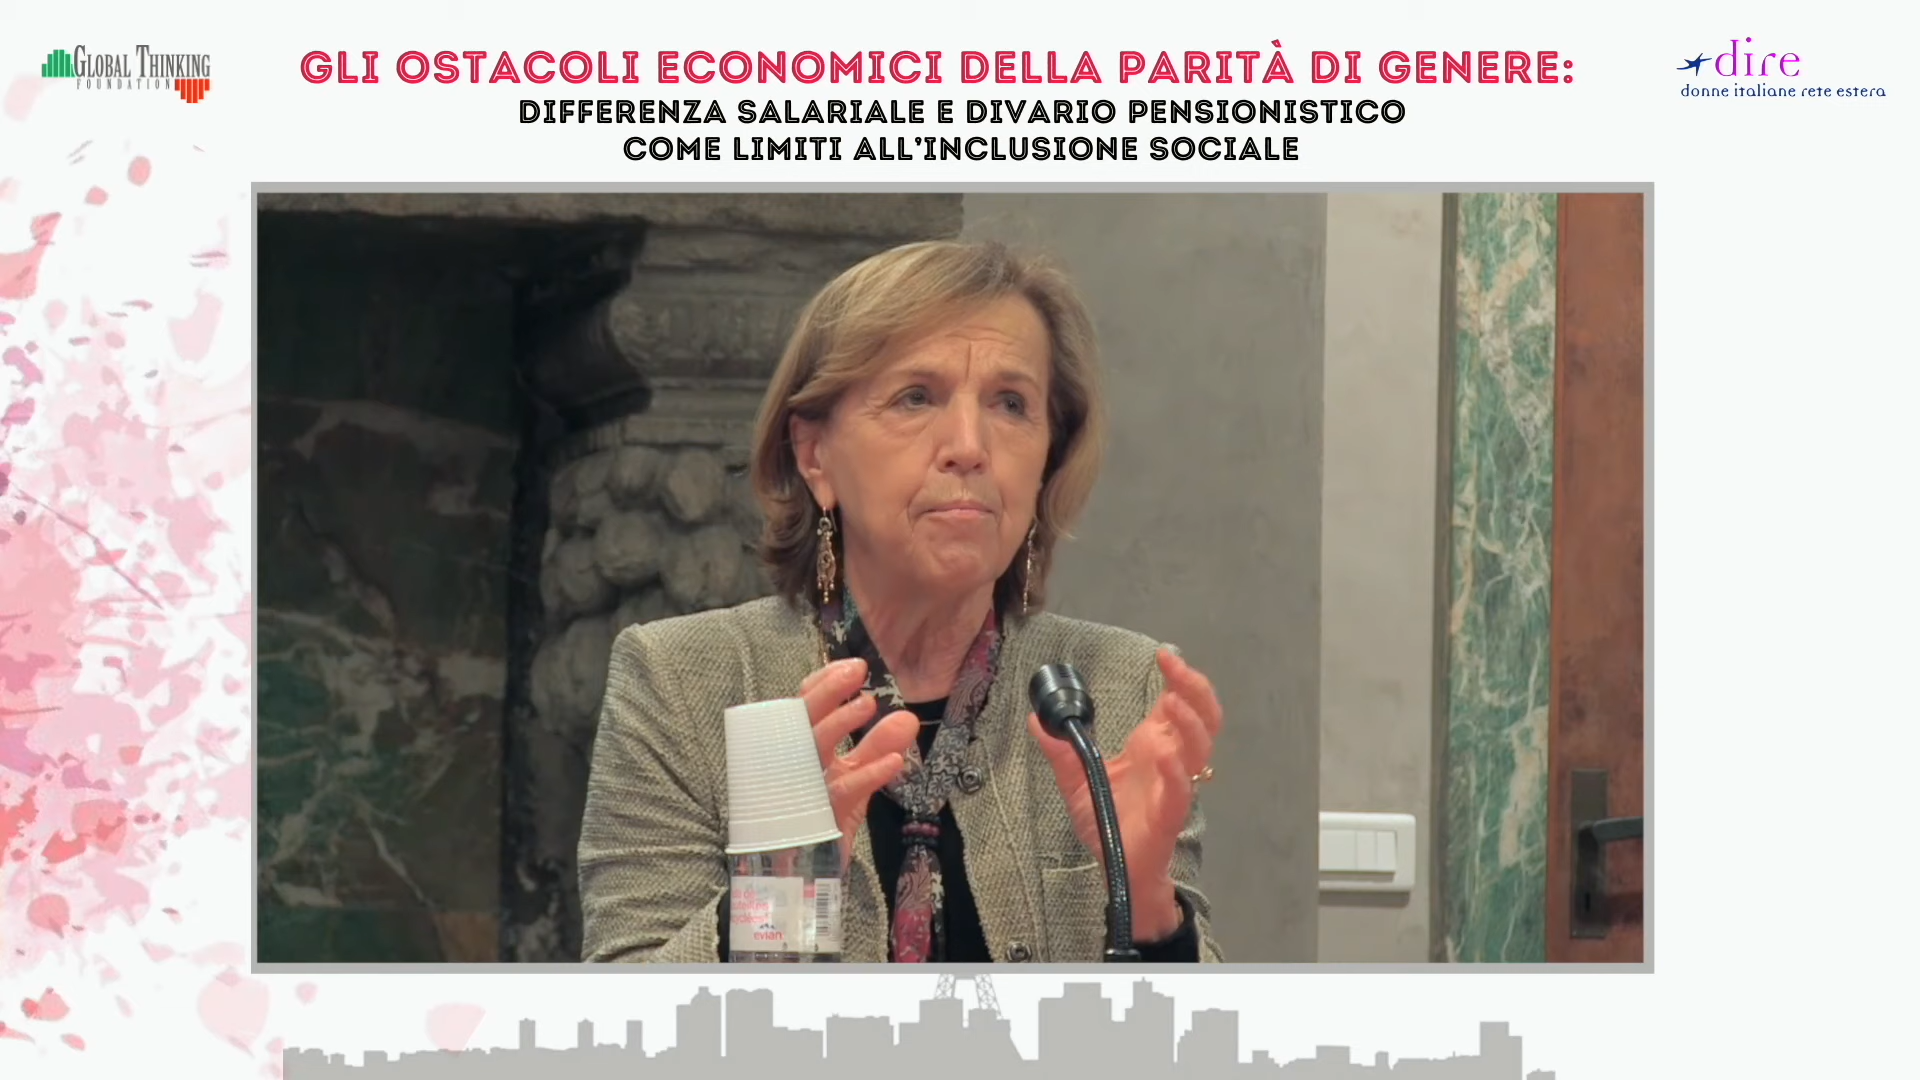 GLOBAL THINKING
FOUNDATION
GLI OSTACOLI ECONOMICI DELLA PARITÀ DI GENERE:
DIFFERENZA SALARIALE E DIVARIO PENSIONISTICO
COME LIMITI ALL'INCLUSIONE SOCIALE
dire
donne italiane rete estera
evian